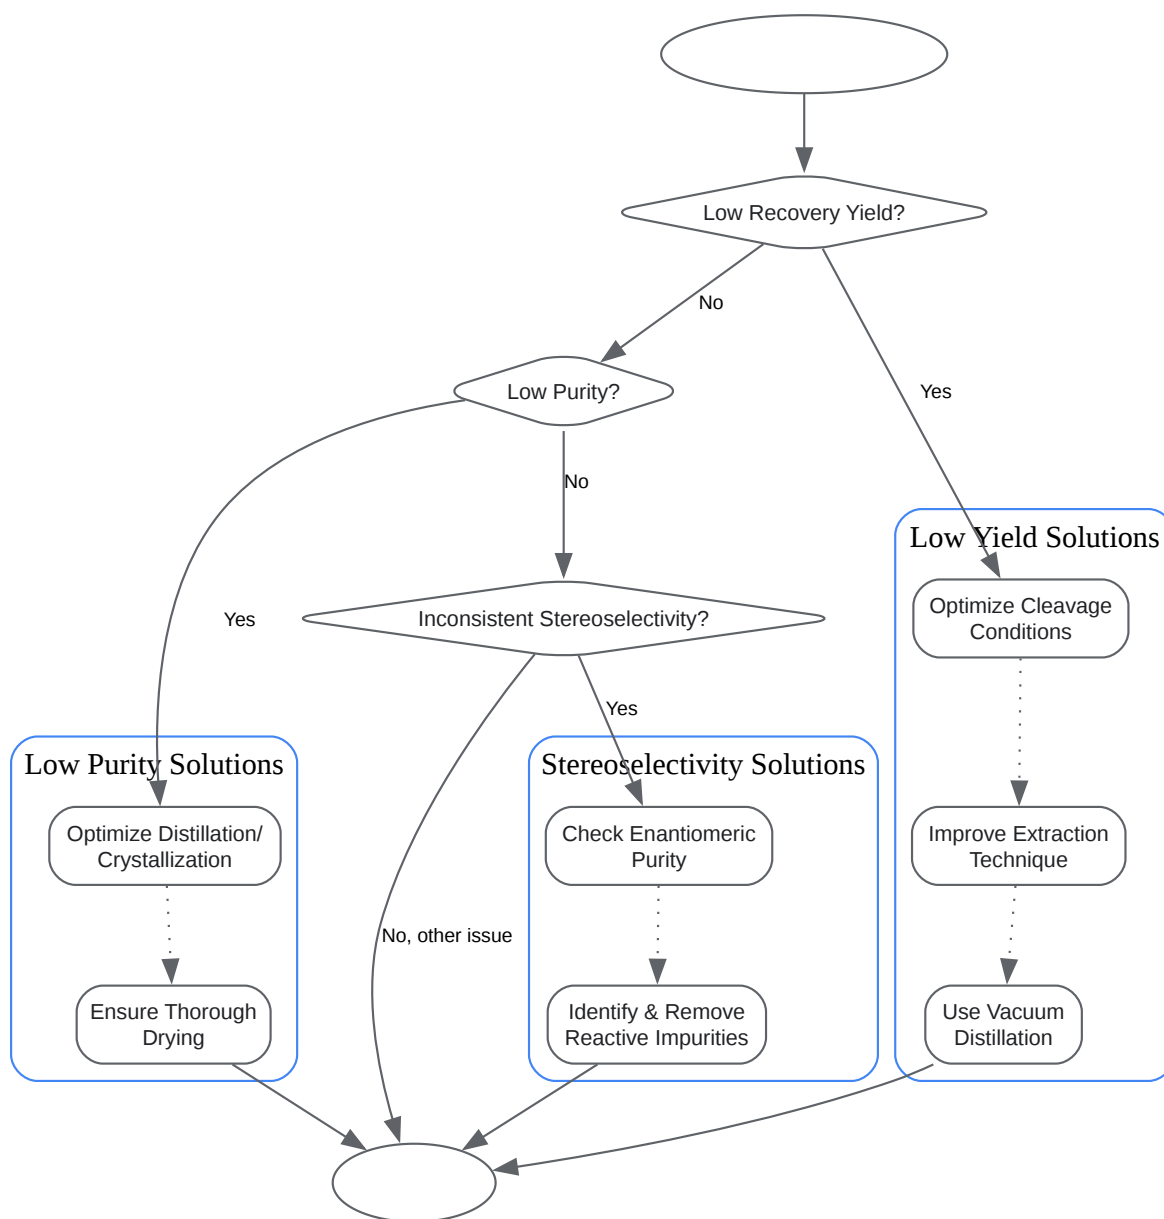 Low Recovery Yield?
No
Low Purity?
Yes
No
Low Yield Solutions
Optimize Cleavage
Conditions
Inconsistent Stereoselectivity?
Yes
Yes
Low Purity Solutions
Stereoselectivity Solutions
Optimize Distillation/
Crystallization
Check Enantiomeric
Purity
Improve Extraction
Technique
No, other issue
Ensure Thorough
Drying
Identify & Remove
Reactive Impurities
Use Vacuum
Distillation